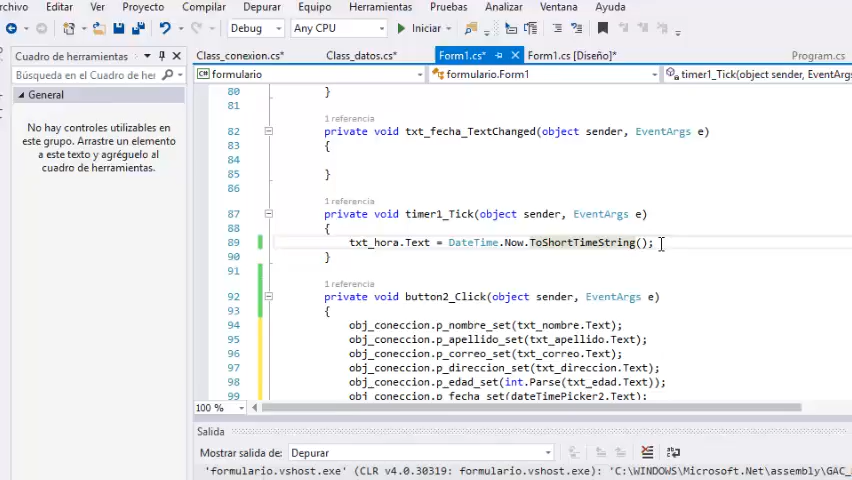 rchivo Editar Ver Proyecto Compilar Depurar Equipo Herramientas Pruebas Analizar Ventana Ayuda
Debug Any CPU Iniciar
Cuadro de herramientas
Class_conexion.cs* Class_datos.cs* Form1.cs* Form1.cs [Diseño]* Program.cs
Búsqueda en el Cuadro de her
formulario formulario.Form1 timer1_Tick(object sender, EventArgs
General
No hay controles utilizables en
este grupo. Arrastre un elemento
a este texto y agréguelo al
cuadro de herramientas.
80 }
81
1 referencia
82 private void txt_fecha_TextChanged(object sender, EventArgs e)
83 {
84
85 }
86
1 referencia
87 private void timer1_Tick(object sender, EventArgs e)
88 {
89 txt_hora.Text = DateTime.Now.ToShortTimeString();
90 }
91
1 referencia
92 private void button2_Click(object sender, EventArgs e)
93 {
94 obj_coneccion.p_nombre_set(txt_nombre.Text);
95 obj_coneccion.p_apellido_set(txt_apellido.Text);
96 obj_coneccion.p_correo_set(txt_correo.Text);
97 obj_coneccion.p_direccion_set(txt_direccion.Text);
98 obj_coneccion.p_edad_set(int.Parse(txt_edad.Text));
99 obj_coneccion.p_fecha_set(dateTimePicker2.Text);
100 %
Salida
Mostrar salida de: Depurar
'formulario.vshost.exe' (CLR v4.0.30319: formulario.vshost.exe): 'C:\WINDOWS\Microsoft.Net\assembly\GAC_